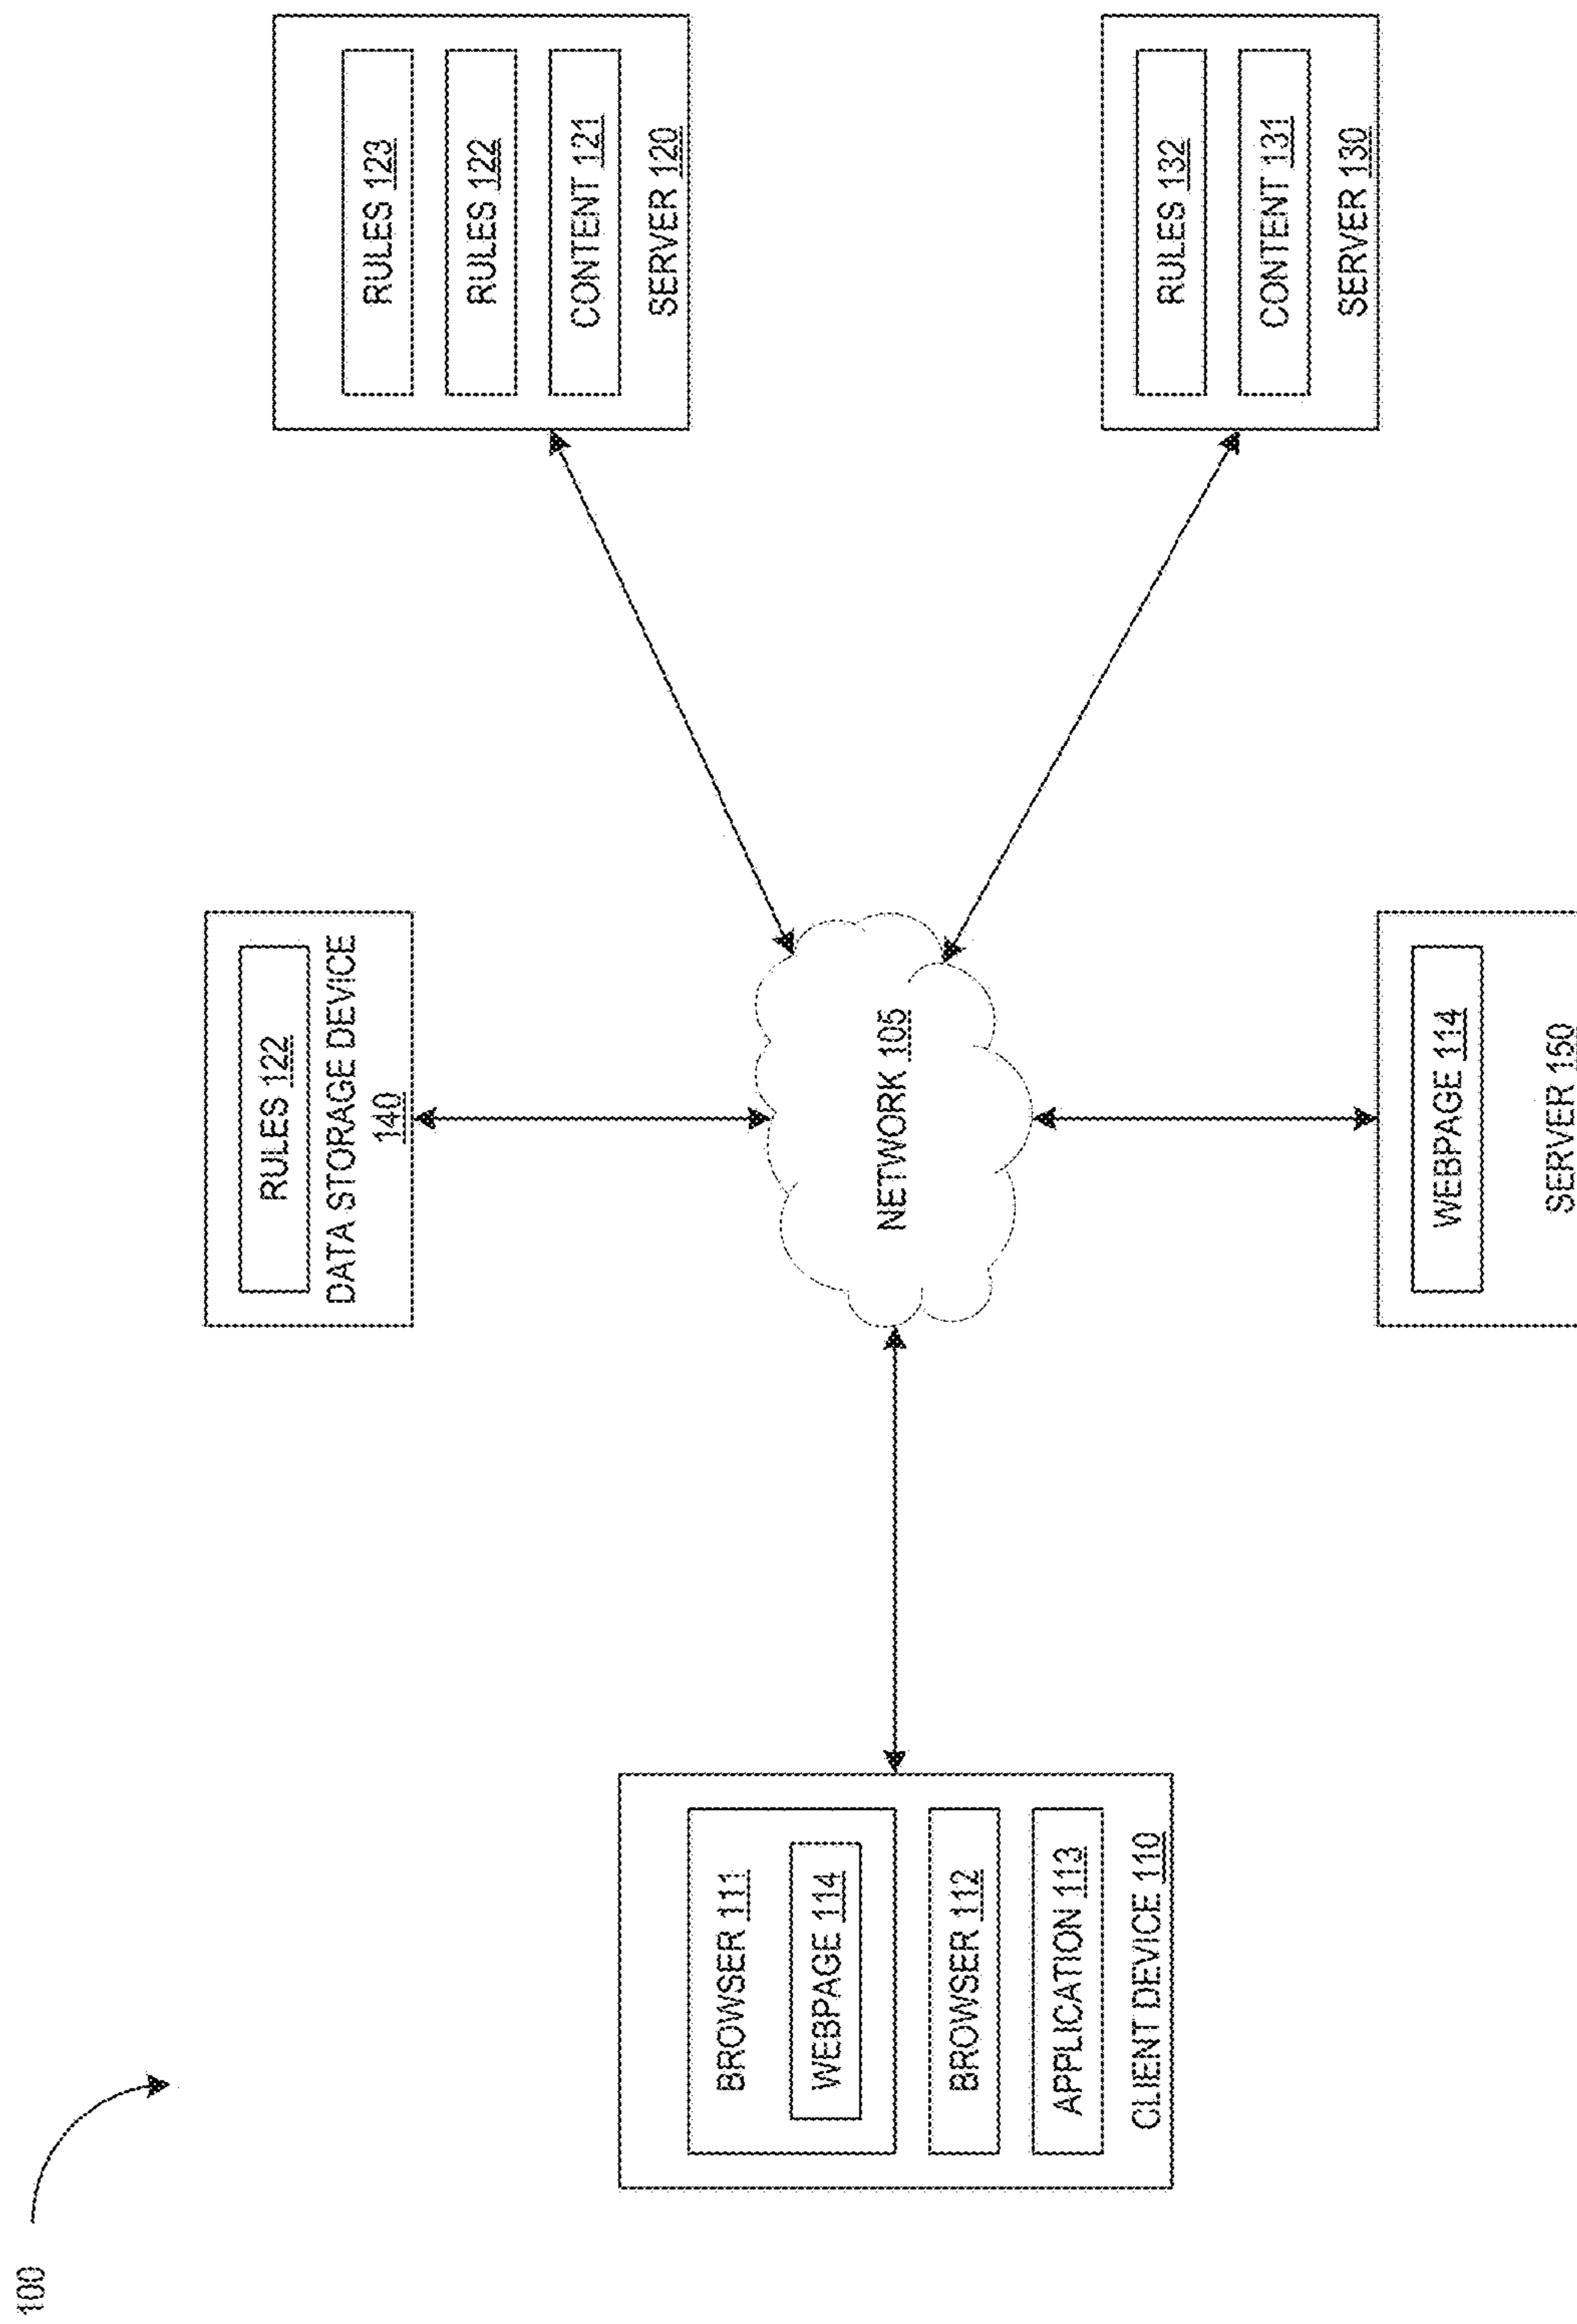 100
RULES 122
DATA STORAGE DEVICE
140
RULES 123
RULES 122
CONTENT 121
SERVER 120
BROWSER 111
WEBPAGE 114
BROWSER 112
APPLICATION 113
CLIENT DEVICE 110
NETWORK 105
RULES 132
CONTENT 131
SERVER 130
WEBPAGE 114
SERVER 150